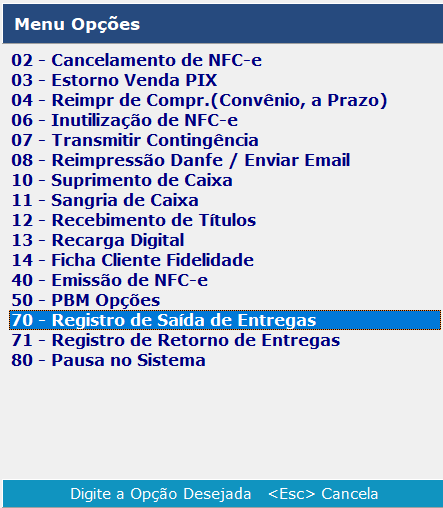 Menu Opções
02 - Cancelamento de NFC-e
03 - Estorno Venda PIX
04 - Reimpr de Compr.(Convênio, a Prazo)
06 - Inutilização de NFC-e
07 - Transmitir Contingência
08 - Reimpressão Danfe / Enviar Email
10 - Suprimento de Caixa
11 - Sangria de Caixa
12 - Recebimento de Títulos
13 - Recarga Digital
14 - Ficha Cliente Fidelidade
40 - Emissão de NFC-e
50 - PBM Opções
70 - Registro de Saída de Entregas
71 - Registro de Retorno de Entregas
80 - Pausa no Sistema
Digite a Opção Desejada <Esc> Cancela